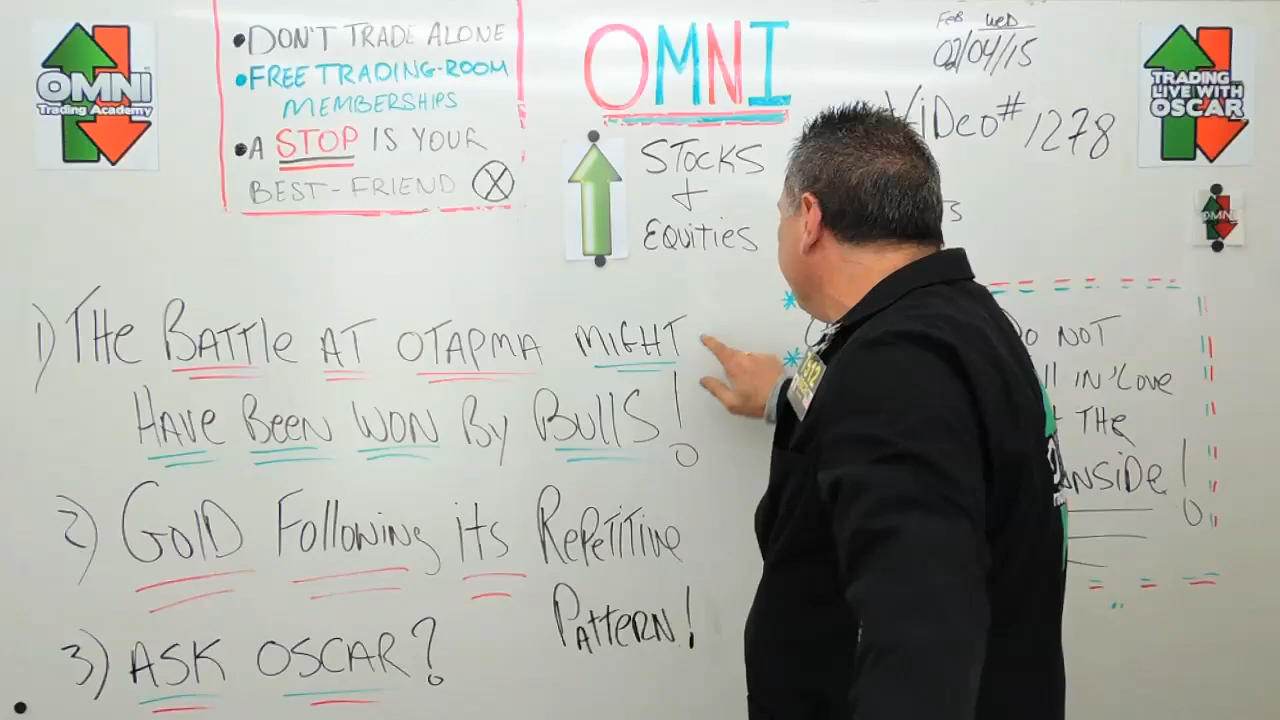 OMNI
Trading Academy
•DON'T TRADE ALONE
•FREE TRADING-ROOM
MEMBERSHIPS
•A STOP IS YOUR
BEST-FRIEND
OMNI
STOCKS
+
EQUITIES
FEB WED
02/04/15
VIDEO# 1278
TRADING
LIVE WITH
OSCAR
OMNI
1) THE BATTLE AT OTAPMA MIGHT
HAVE BEEN WON BY BULLS!
2) GOLD FOLLOWING ITS REPETITIVE
PATTERN!
3) ASK OSCAR?
DO NOT
IN LOVE
THE
!